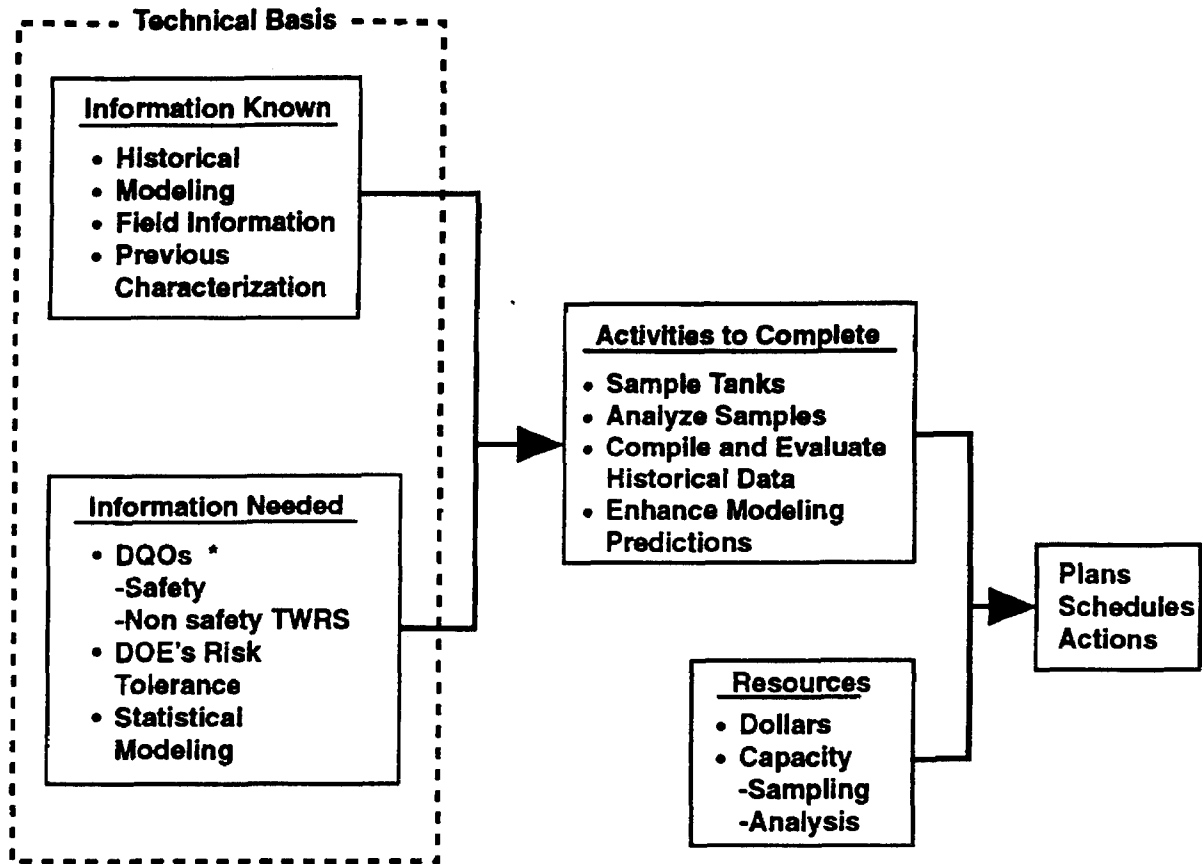 Technical Basis
Information Known
• Historical
• Modeling
• Field Information
• Previous
Characterization
Information Needed
• DQOs *
-Safety
-Non safety TWRS
• DOE's Risk
Tolerance
• Statistical
Modeling
Activities to Complete
• Sample Tanks
• Analyze Samples
• Compile and Evaluate
Historical Data
• Enhance Modeling
Predictions
Resources
• Dollars
• Capacity
-Sampling
-Analysis
Plans
Schedules
Actions